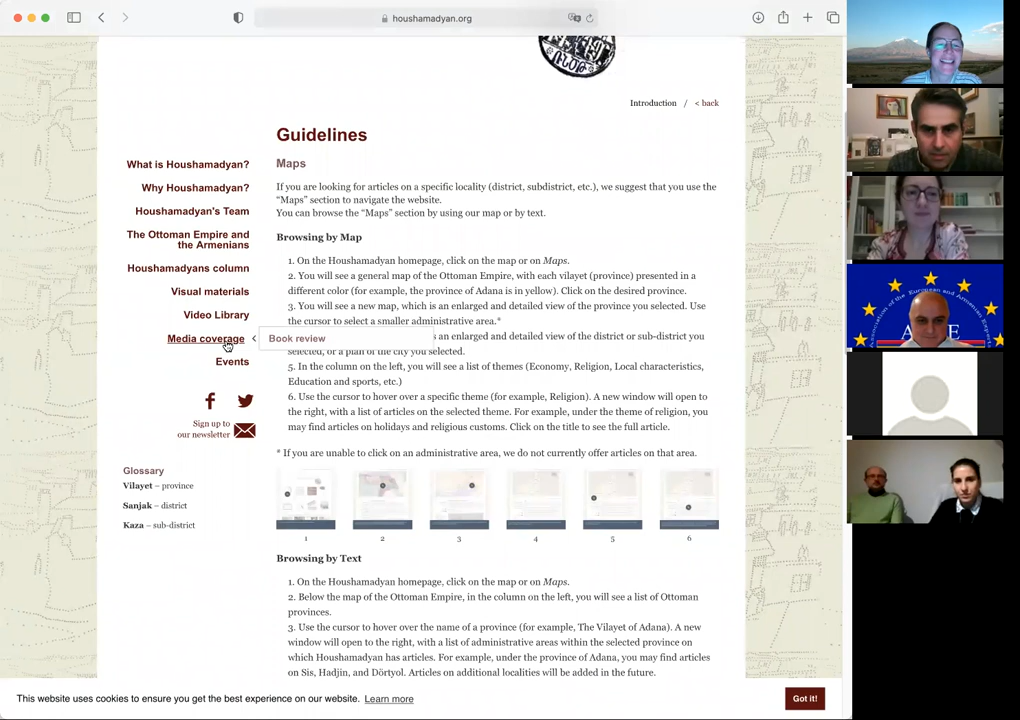 houshamadyan.org
Introduction / < back
Guidelines
What is Houshamadyan?
Why Houshamadyan?
Houshamadyan's Team
The Ottoman Empire and
the Armenians
Houshamadyans column
Visual materials
Video Library
Media coverage
Book review
Events
Sign up to
our newsletter
Glossary
Vilayet – province
Sanjak – district
Kaza – sub-district
Maps
If you are looking for articles on a specific locality (district, subdistrict, etc.), we suggest that you use the
“Maps” section to navigate the website.
You can browse the “Maps” section by using our map or by text.
Browsing by Map
1. On the Houshamadyan homepage, click on the map or on Maps.
2. You will see a general map of the Ottoman Empire, with each vilayet (province) presented in a
different color (for example, the province of Adana is in yellow). Click on the desired province.
3. You will see a new map, which is an enlarged and detailed view of the province you selected. Use
the cursor to select a smaller administrative area.*
s an enlarged and detailed view of the district or sub-district you
selected, or a plan of the city you selected.
5. In the column on the left, you will see a list of themes (Economy, Religion, Local characteristics,
Education and sports, etc.)
6. Use the cursor to hover over a specific theme (for example, Religion). A new window will open to
the right, with a list of articles on the selected theme. For example, under the theme of religion, you
may find articles on holidays and religious customs. Click on the title to see the full article.
* If you are unable to click on an administrative area, we do not currently offer articles on that area.
1 2 3 4 5 6
Browsing by Text
1. On the Houshamadyan homepage, click on the map or on Maps.
2. Below the map of the Ottoman Empire, in the column on the left, you will see a list of Ottoman
provinces.
3. Use the cursor to hover over the name of a province (for example, The Vilayet of Adana). A new
window will open to the right, with a list of administrative areas within the selected province on
which Houshamadyan has articles. For example, under the province of Adana, you may find articles
on Sis, Hadjin, and Dörtyol. Articles on additional localities will be added in the future.
This website uses cookies to ensure you get the best experience on our website. Learn more
Got it!